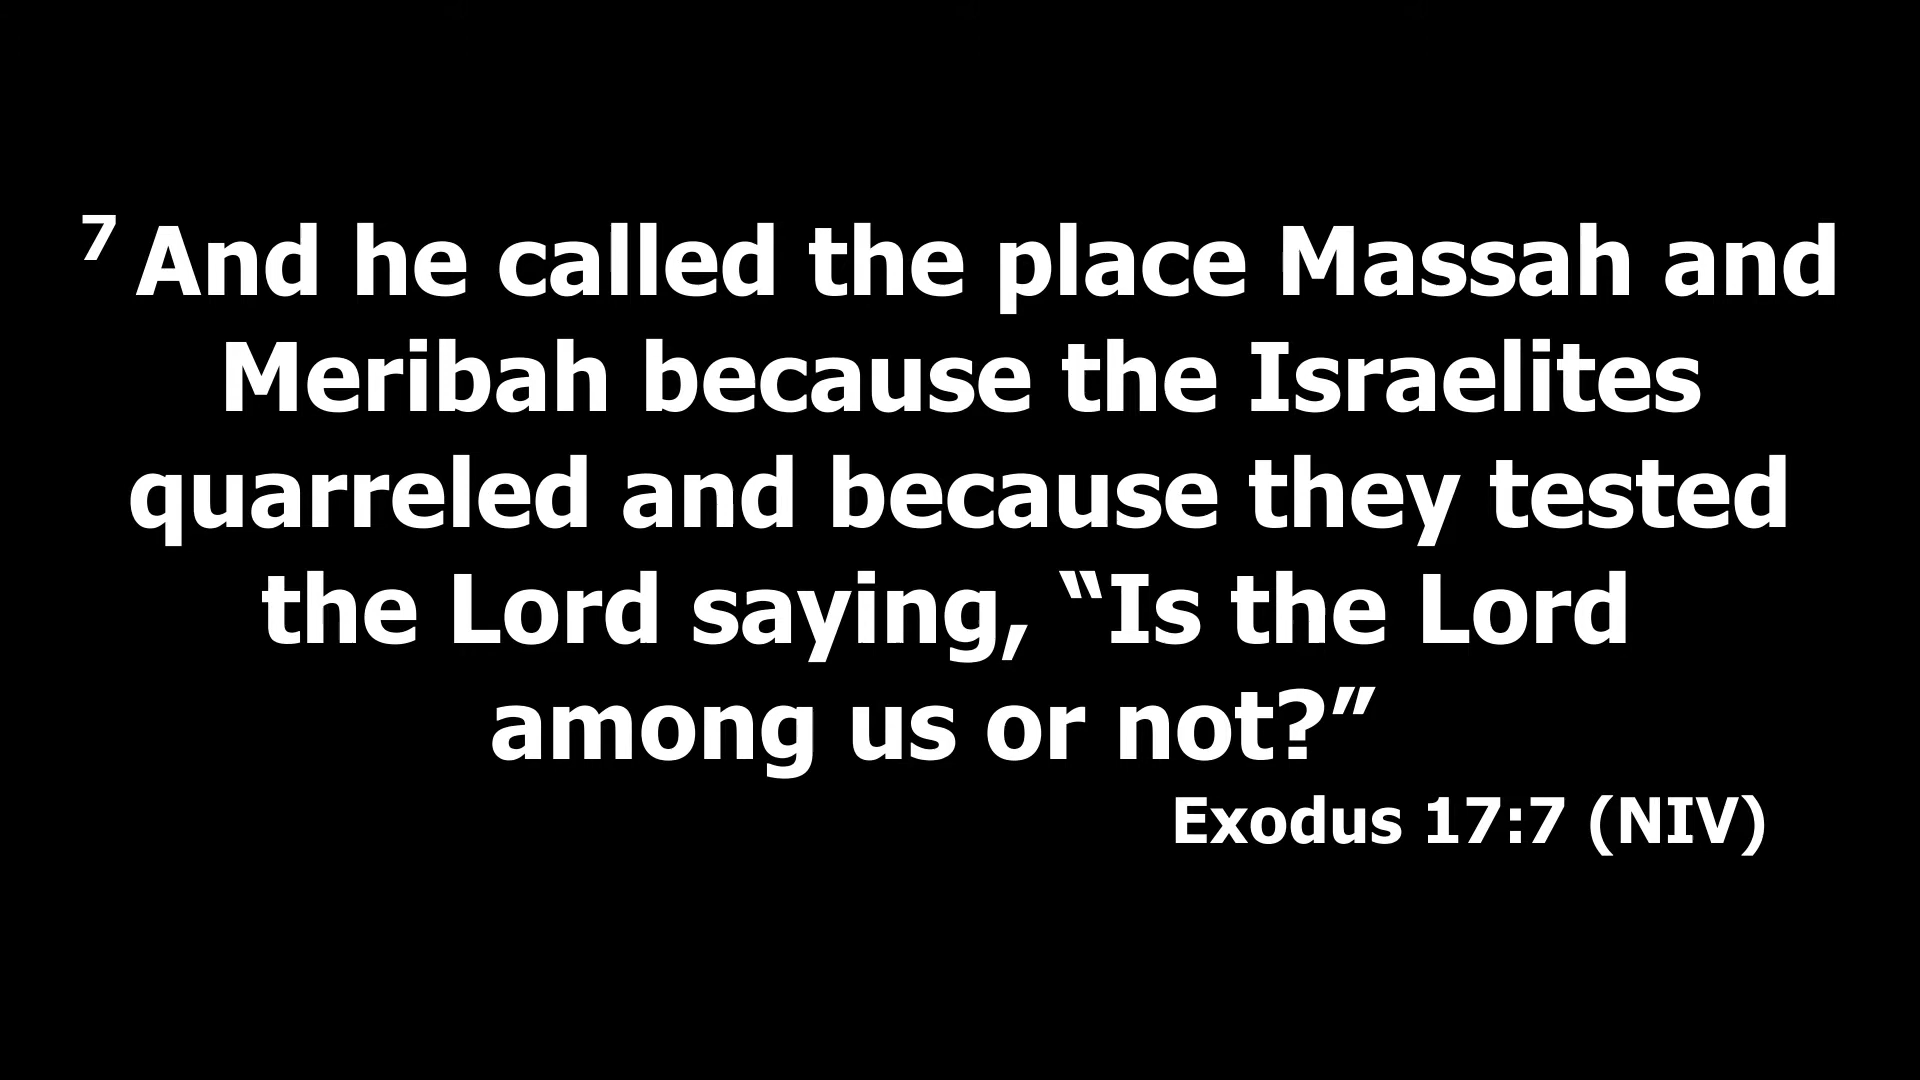 7 And he called the place Massah and
Meribah because the Israelites
quarreled and because they tested
the Lord saying, “Is the Lord
among us or not?”
Exodus 17:7 (NIV)